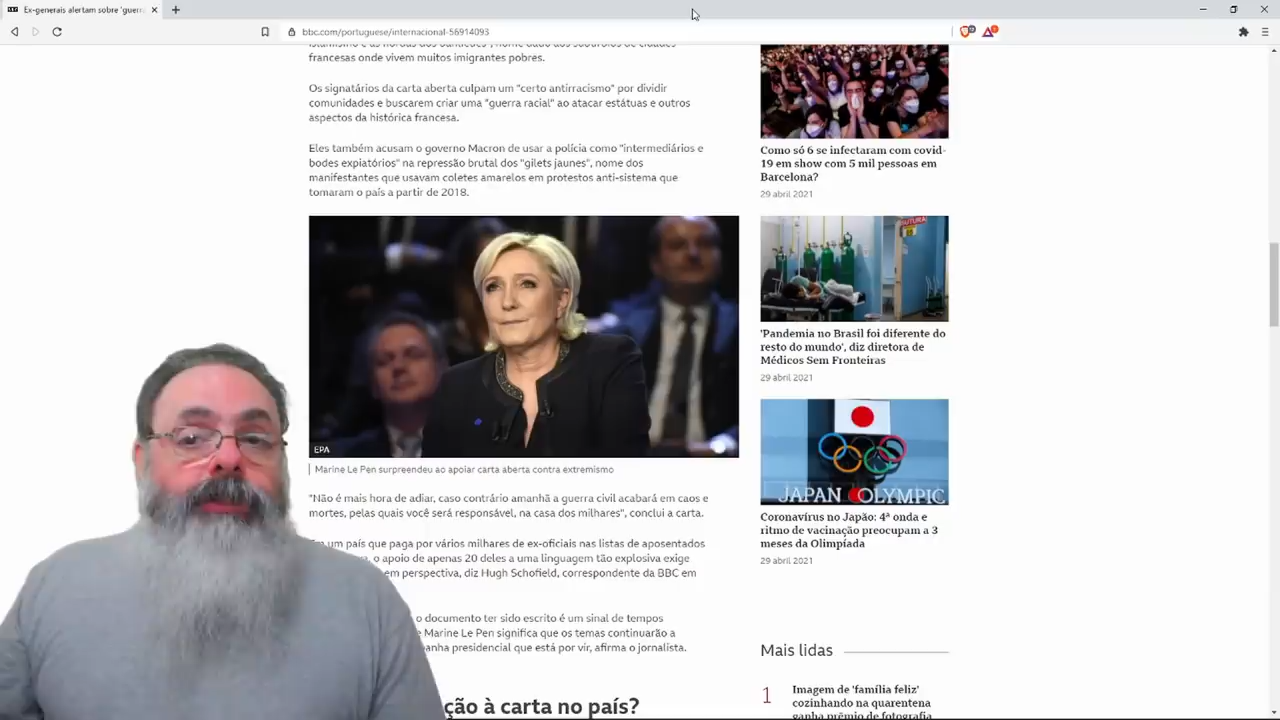 Ex-generais alertam sobre 'guerra
bbc.com/portuguese/internacional-56914093
francesas onde vivem muitos imigrantes pobres.
Os signatários da carta aberta culpam um "certo antirracismo" por dividir
comunidades e buscarem criar uma "guerra racial" ao atacar estátuas e outros
aspectos da histórica francesa.
Eles também acusam o governo Macron de usar a polícia como "intermediários e
bodes expiatórios" na repressão brutal dos "gilets jaunes", nome dos
manifestantes que usavam coletes amarelos em protestos anti-sistema que
tomaram o país a partir de 2018.
EPA
Marine Le Pen surpreendeu ao apoiar carta aberta contra extremismo
"Não é mais hora de adiar, caso contrário amanhã a guerra civil acabará em caos e
mortes, pelas quais você será responsável, na casa dos milhares", conclui a carta.
um país que paga por vários milhares de ex-oficiais nas listas de aposentados
o apoio de apenas 20 deles a uma linguagem tão explosiva exige
em perspectiva, diz Hugh Schofield, correspondente da BBC em
o documento ter sido escrito é um sinal de tempos
Marine Le Pen significa que os temas continuarão a
presidencial que está por vir, afirma o jornalista.
ção à carta no país?
Como só 6 se infectaram com covid-
19 em show com 5 mil pessoas em
Barcelona?
29 abril 2021
SUTURA
'Pandemia no Brasil foi diferente do
resto do mundo', diz diretora de
Médicos Sem Fronteiras
29 abril 2021
JAPAN OLYMPIC
Coronavírus no Japão: 4ª onda e
ritmo de vacinação preocupam a 3
meses da Olimpíada
29 abril 2021
Mais lidas
1
Imagem de 'família feliz'
cozinhando na quarentena
ganha prêmio de fotografia